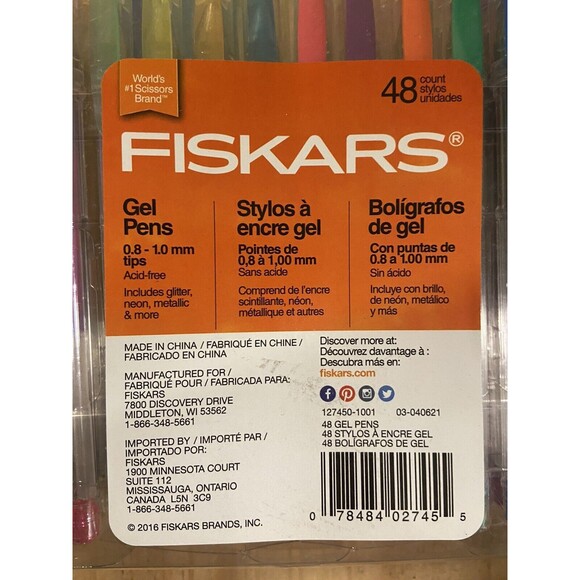 World's
#1 Scissors
Brand™
48 count
stylos
unidades
FISKARS®
Gel
Pens
0.8 - 1.0 mm
tips
Acid-free
Includes glitter,
neon, metallic
& more
Stylos à
encre gel
Pointes de
0,8 à 1,00 mm
Sans acide
Comprend de l'encre
scintillante, néon,
métallique et autres
Bolígrafos
de gel
Con puntas de
0.8 a 1.00 mm
Sin ácido
Incluye con brillo,
de neón, metálico
y más
MADE IN CHINA / FABRIQUÉ EN CHINE /
FABRICADO EN CHINA
MANUFACTURED FOR /
FABRIQUÉ POUR / FABRICADA PARA:
FISKARS
7800 DISCOVERY DRIVE
MIDDLETON, WI 53562
1-866-348-5661
IMPORTED BY / IMPORTÉ PAR /
IMPORTADO POR:
FISKARS
1900 MINNESOTA COURT
SUITE 112
MISSISSAUGA, ONTARIO
CANADA L5N 3C9
1-866-348-5661
© 2016 FISKARS BRANDS, INC.
Discover more at:
Découvrez davantage à :
Descubra más en:
fiskars.com
127450-1001 03-040621
48 GEL PENS
48 STYLOS À ENCRE GEL
48 BOLÍGRAFOS DE GEL
0 78484 02745 5